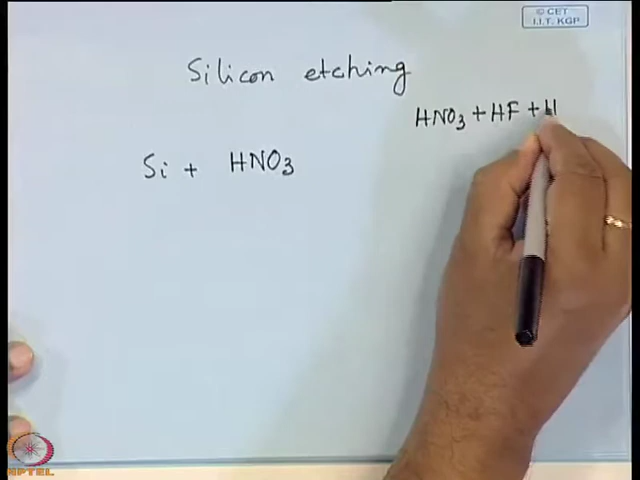 © CET
I.I.T. KGP
Silicon etching
HNO3 + HF + H
Si + HNO3
NPTEL